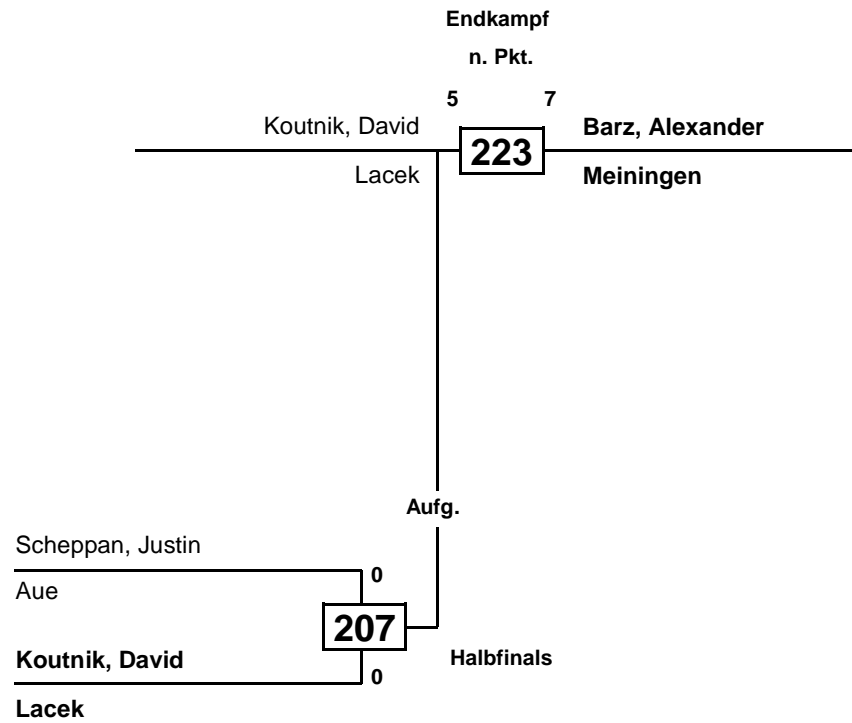 Endkampf
n. Pkt.
5 7
Koutnik, David 223 Barz, Alexander
Lacek Meiningen
Aufg.
Scheppan, Justin
0
Aue
207
Koutnik, David Halbfinals
0
Lacek